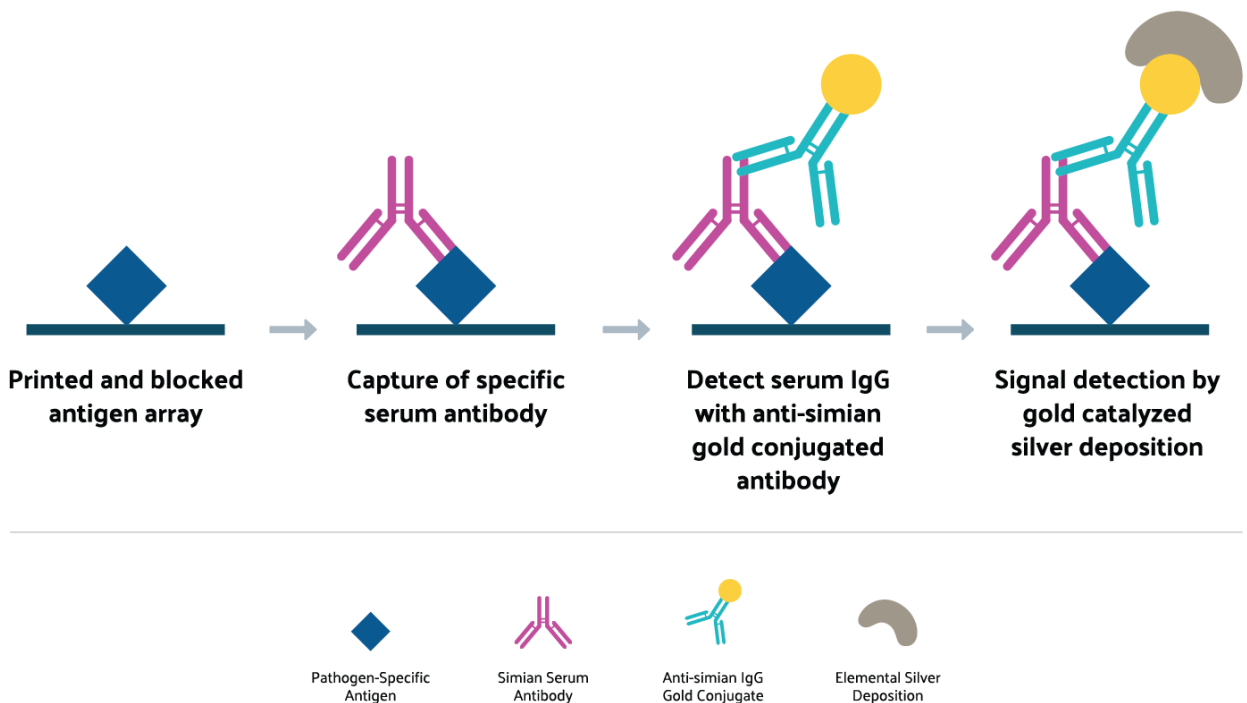 Printed and blocked
antigen array
Capture of specific
serum antibody
Detect serum IgG
with anti-simian
gold conjugated
antibody
Signal detection by
gold catalyzed
silver deposition
Pathogen-Specific
Antigen
Simian Serum
Antibody
Anti-simian IgG
Gold Conjugate
Elemental Silver
Deposition